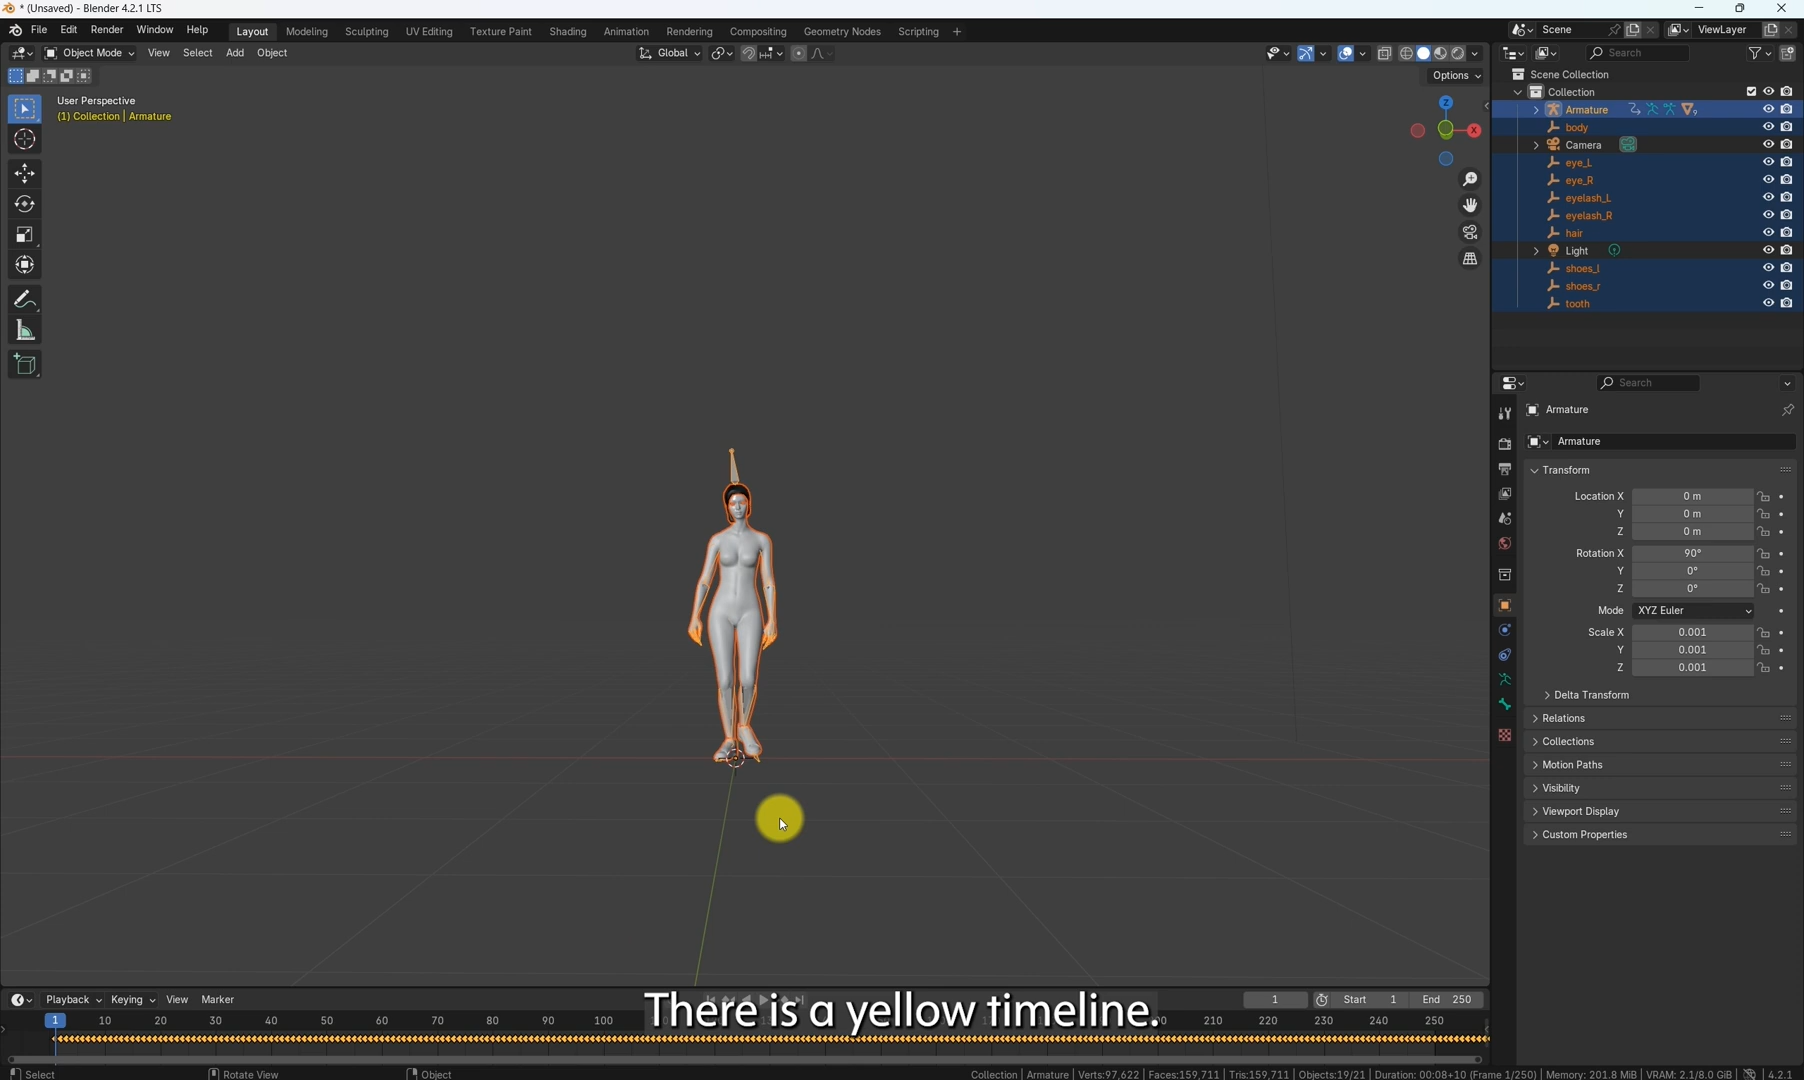 * (Unsaved) - Blender 4.2.1 LTS
File Edit Render Window Help Layout Modeling Sculpting UV Editing Texture Paint Shading Animation Rendering Compositing Geometry Nodes Scripting + Scene ViewLayer
Object Mode View Select Add Object Global Search
Options
User Perspective
(1) Collection | Armature
Z
X
Scene Collection
Collection
Armature 9
body
Camera
eye_L
eye_R
eyelash_L
eyelash_R
hair
Light
shoes_l
shoes_r
tooth
Search
Armature
Armature
Transform
Location X 0 m
Y 0 m
Z 0 m
Rotation X 90°
Y 0°
Z 0°
Mode XYZ Euler
Scale X 0.001
Y 0.001
Z 0.001
Delta Transform
Relations
Collections
Motion Paths
Visibility
Viewport Display
Custom Properties
Playback Keying View Marker 1 Start 1 End 250
There is a yellow timeline.
1 10 20 30 40 50 60 70 80 90 100 210 220 230 240 250
Select Rotate View Object Collection | Armature | Verts:97,622 | Faces:159,711 | Tris:159,711 | Objects:19/21 | Duration: 00:08+10 (Frame 1/250) | Memory: 201.8 MiB | VRAM: 2.1/8.0 GiB | 4.2.1